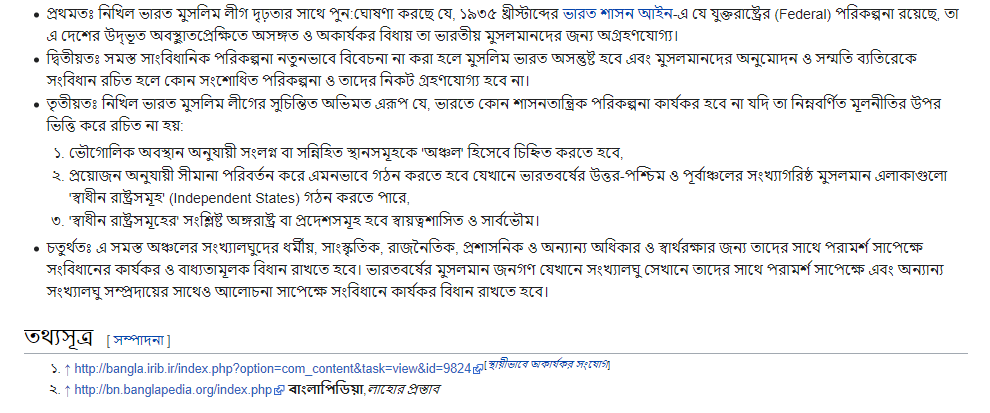 • প্রথমতঃ নিখিল ভারত মুসলিম লীগ দৃঢ়তার সাথে পুন:ঘোষণা করছে যে, ১৯৩৫ খ্রীস্টাব্দের ভারত শাসন আইন-এ যে যুক্তরাষ্ট্রের (Federal) পরিকল্পনা রয়েছে, তা
এ দেশের উদ্ভূত অবস্থাপ্রেক্ষিতে অসঙ্গত ও অকার্যকর বিধায় তা ভারতীয় মুসলমানদের জন্য অগ্রহণযোগ্য।
• দ্বিতীয়তঃ সমস্ত সাংবিধানিক পরিকল্পনা নতুনভাবে বিবেচনা না করা হলে মুসলিম ভারত অসন্তুষ্ট হবে এবং মুসলমানদের অনুমোদন ও সম্মতি ব্যতিরেকে
সংবিধান রচিত হলে কোন সংশোধিত পরিকল্পনা ও তাদের নিকট গ্রহণযোগ্য হবে না।
• তৃতীয়তঃ নিখিল ভারত মুসলিম লীগের সুচিন্তিত অভিমত এরূপ যে, ভারতে কোন শাসনতান্ত্রিক পরিকল্পনা কার্যকর হবে না যদি তা নিম্নবর্ণিত মূলনীতির উপর
ভিত্তি করে রচিত না হয়:
১. ভৌগোলিক অবস্থান অনুযায়ী সংলগ্ন বা সন্নিহিত স্থানসমূহকে 'অঞ্চল' হিসেবে চিহ্নিত করতে হবে,
২. প্রয়োজন অনুযায়ী সীমানা পরিবর্তন করে এমনভাবে গঠন করতে হবে যেখানে ভারতবর্ষের উত্তর-পশ্চিম ও পূর্বাঞ্চলের সংখ্যাগরিষ্ঠ মুসলমান এলাকাগুলো
'স্বাধীন রাষ্ট্রসমূহ' (Independent States) গঠন করতে পারে,
৩. 'স্বাধীন রাষ্ট্রসমূহের' সংশ্লিষ্ট অঙ্গরাষ্ট্র বা প্রদেশসমূহ হবে স্বায়ত্বশাসিত ও সার্বভৌম।
• চতুর্থতঃ এ সমস্ত অঞ্চলের সংখ্যালঘুদের ধর্মীয়, সাংস্কৃতিক, রাজনৈতিক, প্রশাসনিক ও অন্যান্য অধিকার ও স্বার্থরক্ষার জন্য তাদের সাথে পরামর্শ সাপেক্ষে
সংবিধানের কার্যকর ও বাধ্যতামূলক বিধান রাখতে হবে। ভারতবর্ষের মুসলমান জনগণ যেখানে সংখ্যালঘু সেখানে তাদের সাথে পরামর্শ সাপেক্ষে এবং অন্যান্য
সংখ্যালঘু সম্প্রদায়ের সাথেও আলোচনা সাপেক্ষে সংবিধানে কার্যকর বিধান রাখতে হবে।
তথ্যসূত্র [ সম্পাদনা ]
১. ↑ http://bangla.irib.ir/index.php?option=com_content&task=view&id=9824 [স্থায়ীভাবে অকার্যকর সংযোগ]
২. ↑ http://bn.banglapedia.org/index.php বাংলাপিডিয়া,লাহোর প্রস্তাব